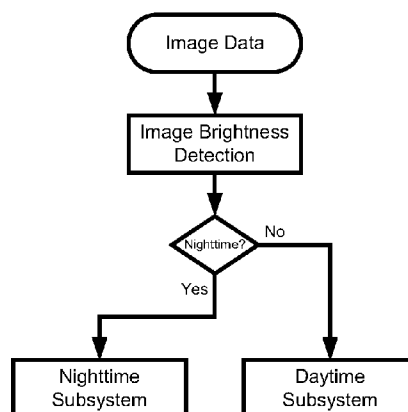 Image Data
Image Brightness
Detection
Nighttime?
No
Yes
Nighttime
Subsystem
Daytime
Subsystem